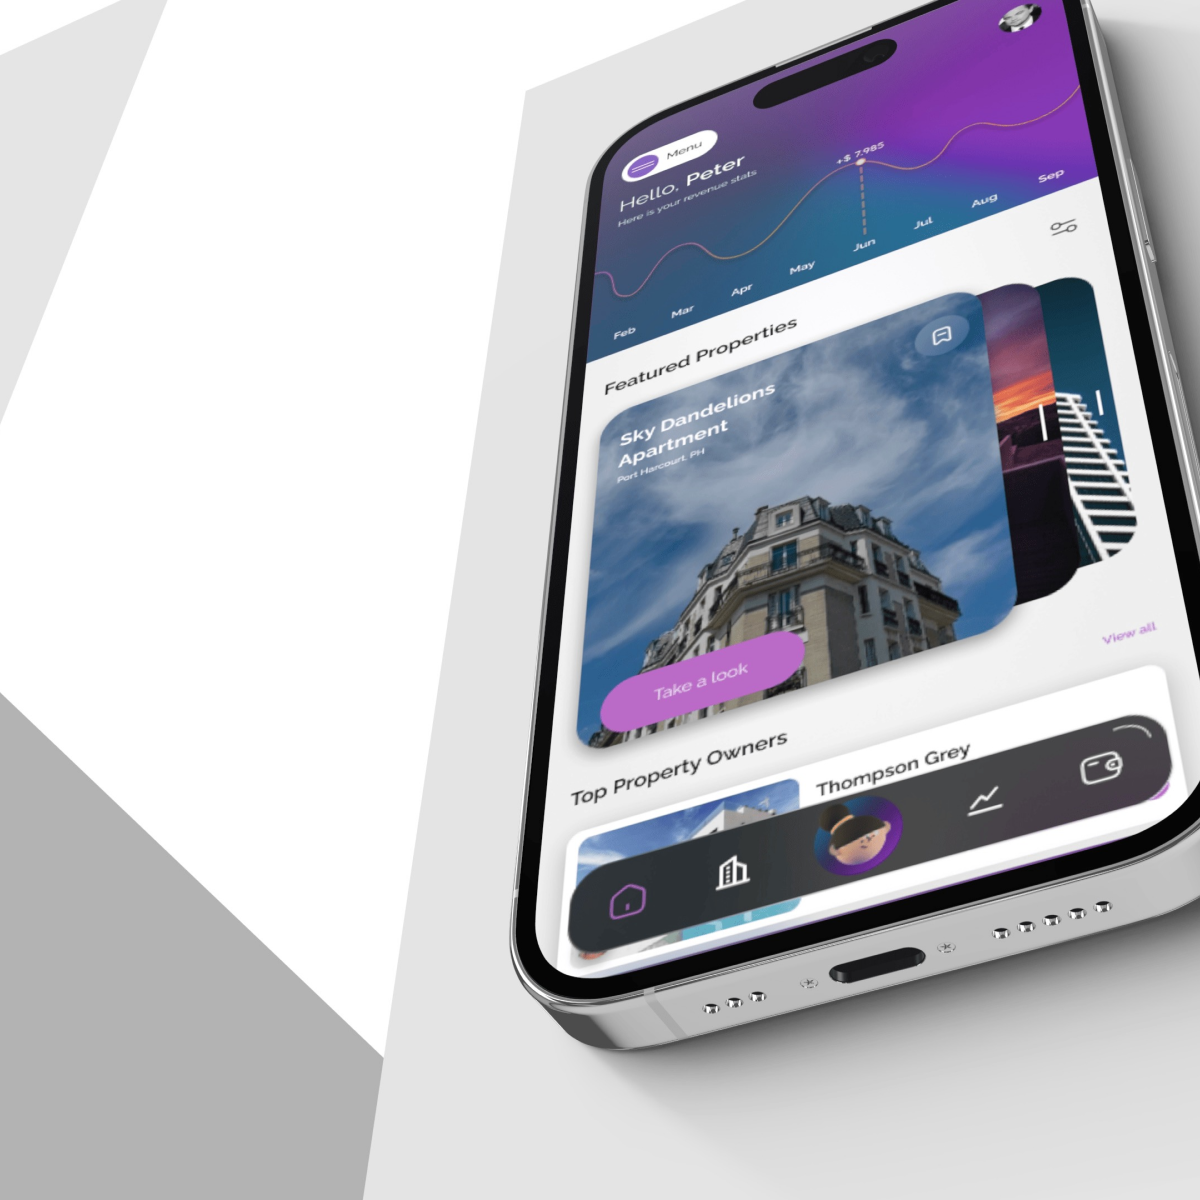 Menu
Hello, Peter
Here is your revenue stats
+$ 7,985
Feb
Mar
Apr
May
Jun
Jul
Aug
Sep
Featured Properties
Sky Dandelions
Apartment
Port Harcourt, PH
Take a look
View all
Top Property Owners
Thompson Grey